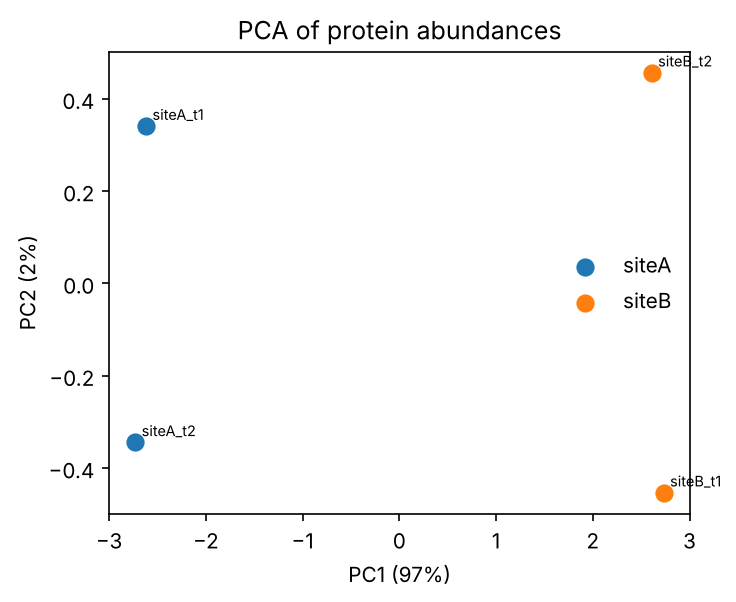 PCA of protein abundances
siteB_t2
siteA_t1
siteA
siteB
siteA_t2
siteB_t1
PC2 (2%)
0.4
0.2
0.0
−0.2
−0.4
−3
−2
−1
0
1
2
3
PC1 (97%)